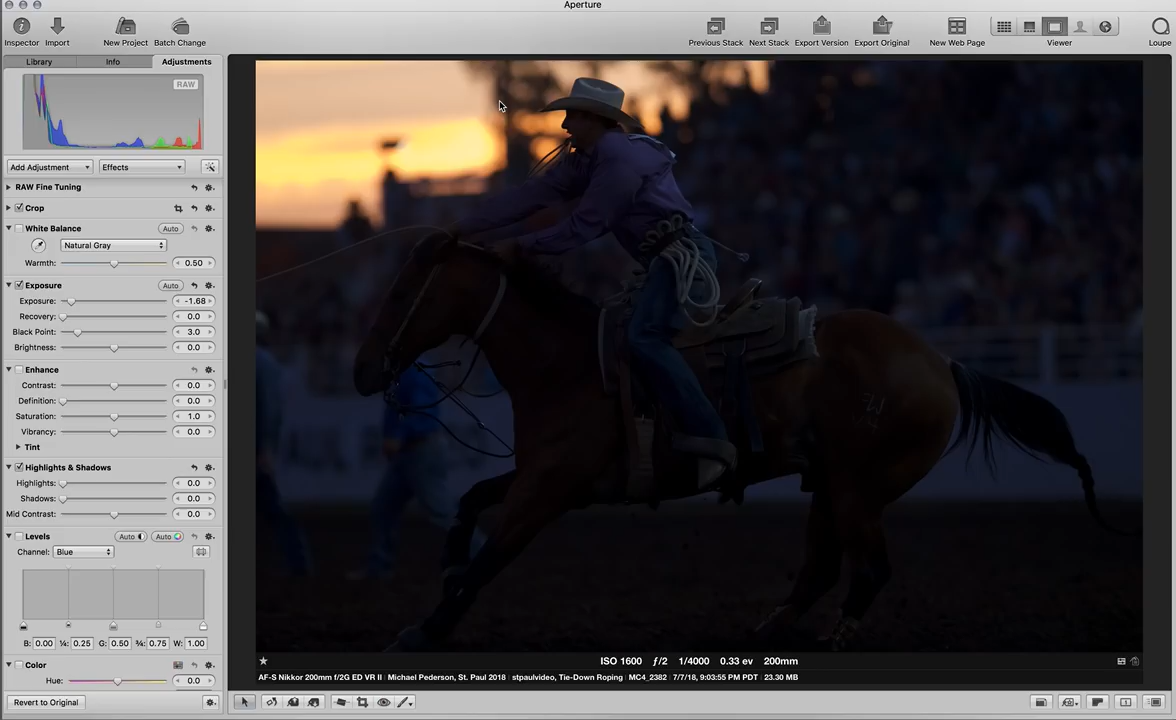 Aperture
Inspector Import New Project Batch Change Previous Stack Next Stack Export Version Export Original New Web Page Viewer Loupe
Library Info Adjustments
RAW
Add Adjustment Effects
RAW Fine Tuning
Crop
White Balance Auto
Natural Gray
Warmth: 0.50
Exposure Auto
Exposure: -1.68
Recovery: 0.0
Black Point: 3.0
Brightness: 0.0
Enhance
Contrast: 0.0
Definition: 0.0
Saturation: 1.0
Vibrancy: 0.0
Tint
Highlights & Shadows
Highlights: 0.0
Shadows: 0.0
Mid Contrast: 0.0
Levels Auto Auto
Channel: Blue
B: 0.00 ¼: 0.25 G: 0.50 ¾: 0.75 W: 1.00
Color
Hue: 0.0
Revert to Original
ISO 1600 ƒ/2 1/4000 0.33 ev 200mm
AF-S Nikkor 200mm f/2G ED VR II | Michael Pederson, St. Paul 2018 | stpaulvideo, Tie-Down Roping | MC4_2382 | 7/7/18, 9:03:55 PM PDT | 23.30 MB